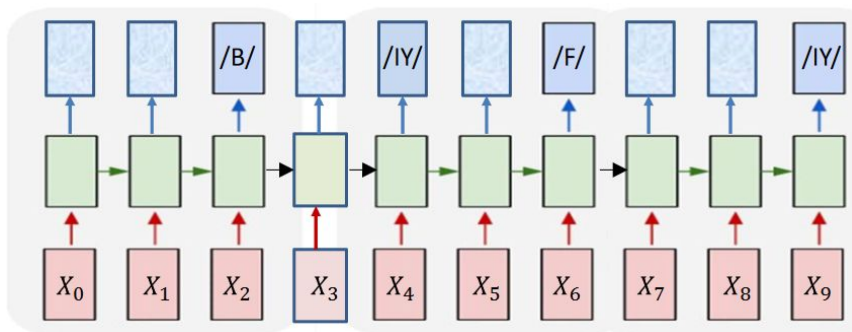 /B/ /IY/ /F/ /IY/
X₀ X₁ X₂ X₃ X₄ X₅ X₆ X₇ X₈ X₉